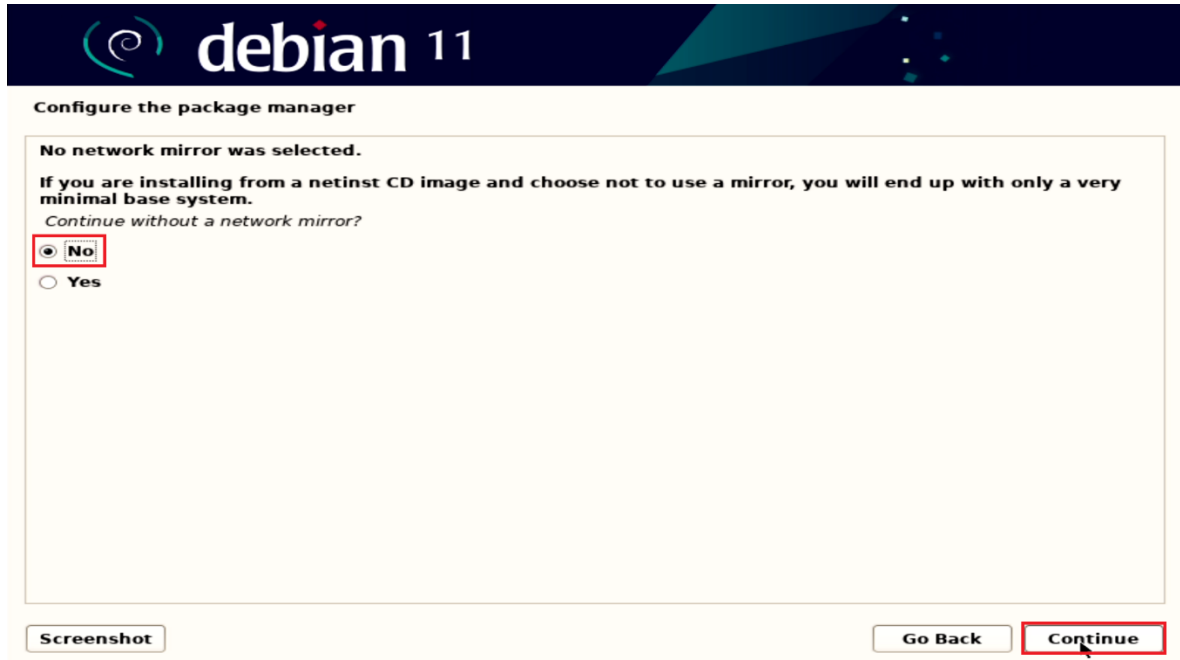 debian 11
Configure the package manager
No network mirror was selected.
If you are installing from a netinst CD image and choose not to use a mirror, you will end up with only a very
minimal base system.
Continue without a network mirror?
No
Yes
Screenshot
Go Back
Continue